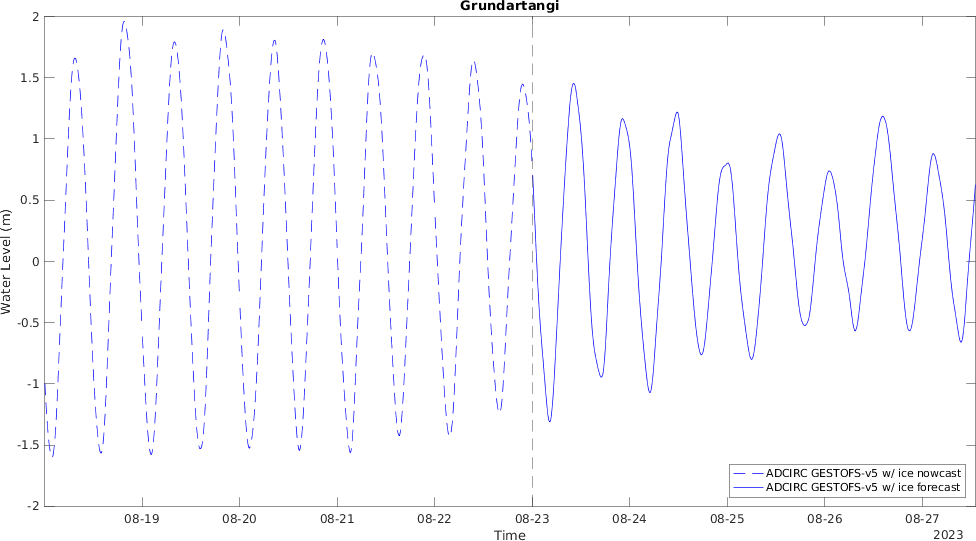 Grundartangi
2
1.5
1
0.5
0
-0.5
-1
-1.5
-2
Water Level (m)
08-19 08-20 08-21 08-22 08-23 08-24 08-25 08-26 08-27
Time
2023
ADCIRC GESTOFS-v5 w/ ice nowcast
ADCIRC GESTOFS-v5 w/ ice forecast